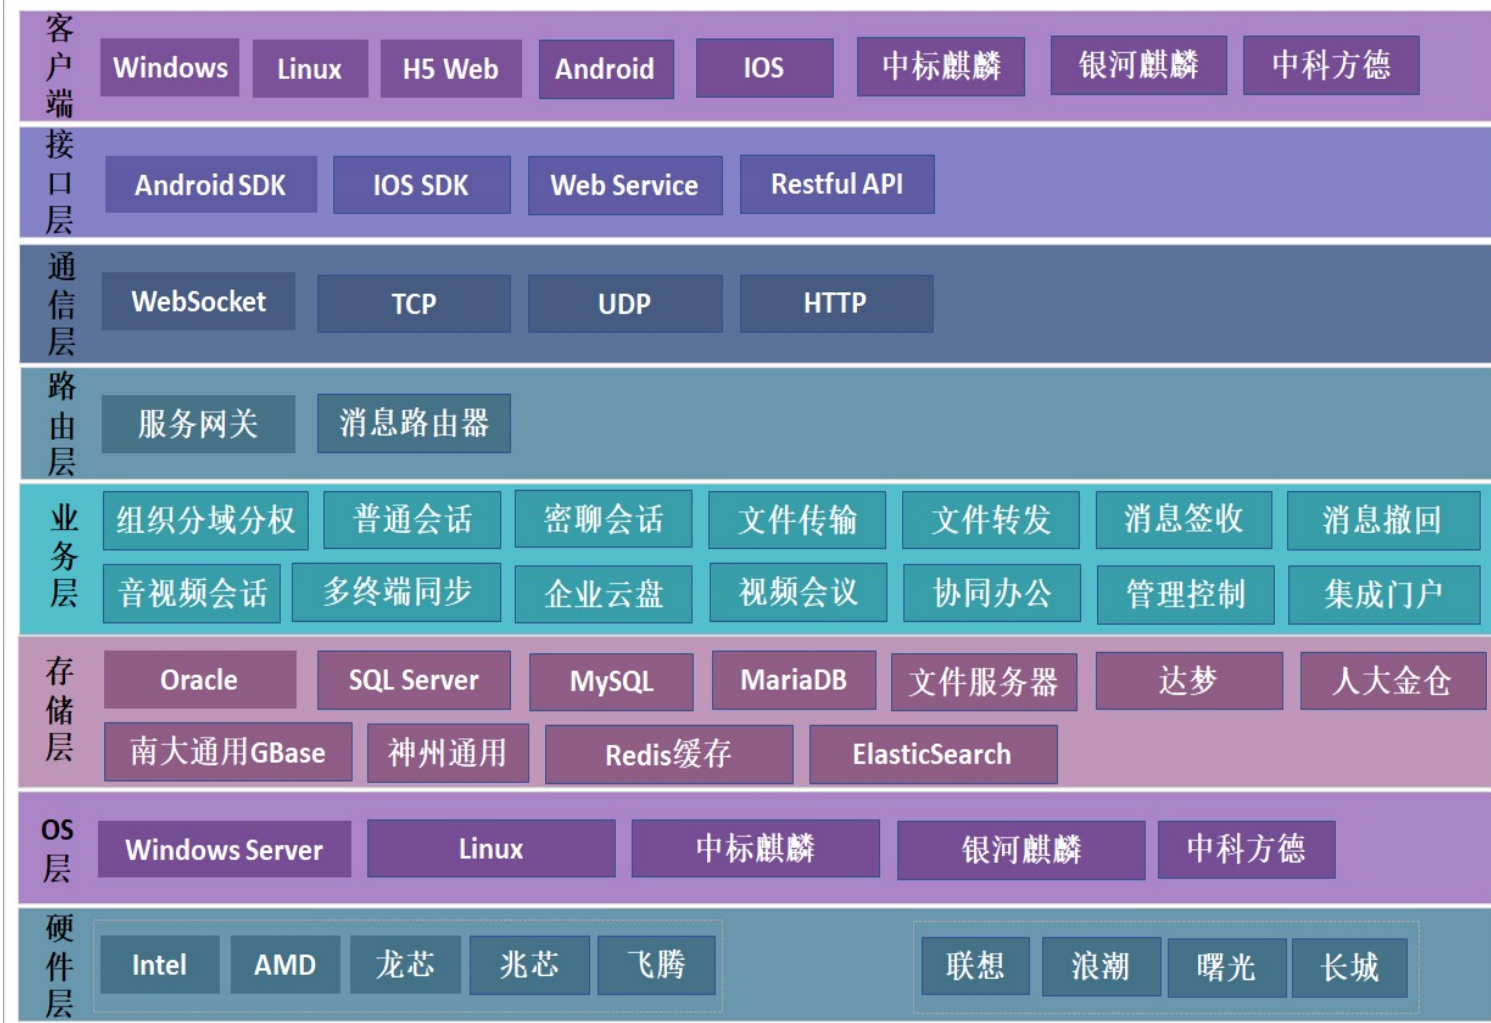 客户端
Windows Linux H5 Web Android IOS 中标麒麟 银河麒麟 中科方德
接口层
Android SDK IOS SDK Web Service Restful API
通信层
WebSocket TCP UDP HTTP
路由层
服务网关 消息路由器
业务层
组织分域分权 普通会话 密聊会话 文件传输 文件转发 消息签收 消息撤回
音视频会话 多终端同步 企业云盘 视频会议 协同办公 管理控制 集成门户
存储层
Oracle SQL Server MySQL MariaDB 文件服务器 达梦 人大金仓
南大通用GBase 神州通用 Redis缓存 ElasticSearch
OS层
Windows Server Linux 中标麒麟 银河麒麟 中科方德
硬件层
Intel AMD 龙芯 兆芯 飞腾 联想 浪潮 曙光 长城